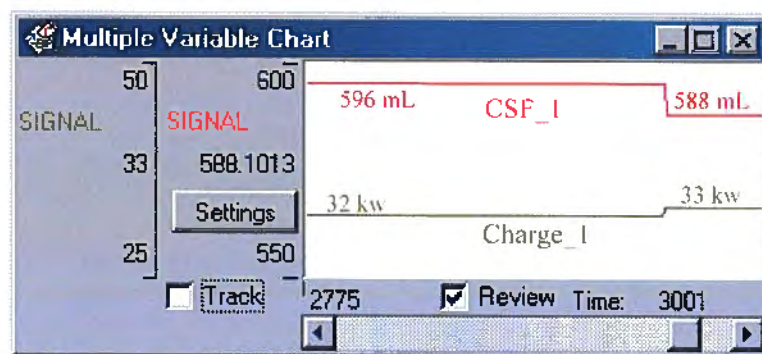 Multiple Variable Chart
50 600
SIGNAL SIGNAL 596 mL CSF_1 588 mL
33 588.1013
Settings 32 kw 33 kw
Charge_1
25 550
Track 2775 Review Time: 3001